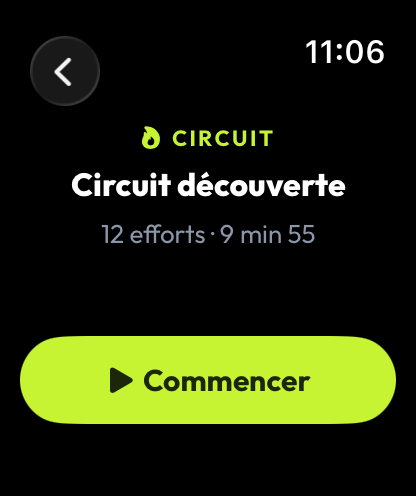 11:06
CIRCUIT
Circuit découverte
12 efforts · 9 min 55
Commencer